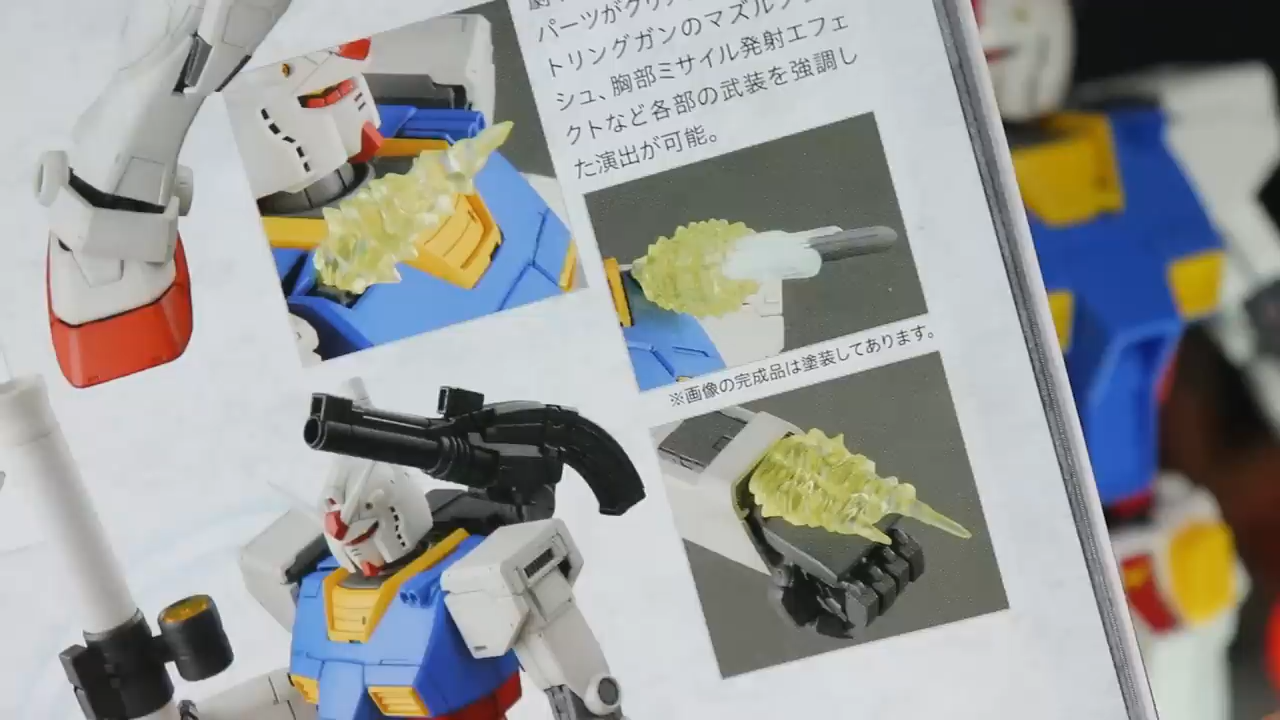 パーツがクリ
トリングガンのマズルフラ
シュ、胸部ミサイル発射エフェ
クトなど各部の武装を強調し
た演出が可能。
※画像の完成品は塗装してあります。